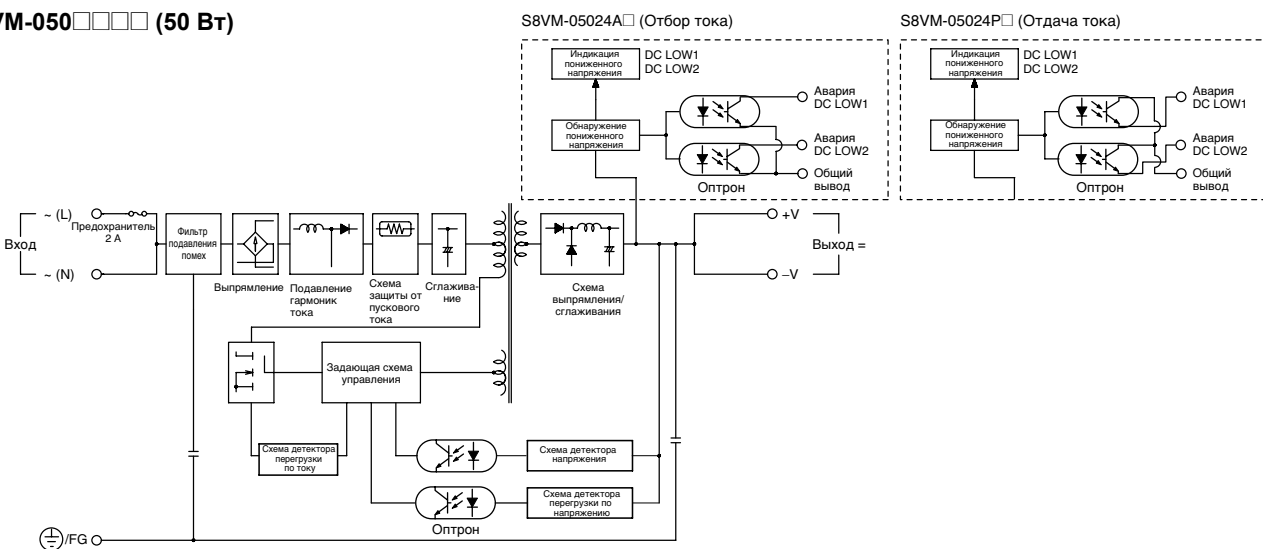 VM-050□□□□ (50 Вт)
S8VM-05024A□ (Отбор тока)
Индикация
пониженного
напряжения
DC LOW1
DC LOW2
Обнаружение
пониженного
напряжения
Авария
DC LOW1
Авария
DC LOW2
Общий
вывод
Оптрон
S8VM-05024P□ (Отдача тока)
Индикация
пониженного
напряжения
DC LOW1
DC LOW2
Обнаружение
пониженного
напряжения
Авария
DC LOW1
Авария
DC LOW2
Общий
вывод
Оптрон
Вход
~ (L)
~ (N)
Предохранитель
2 А
Фильтр
подавления
помех
Выпрямление
Подавление
гармоник
тока
Схема
защиты от
пускового
тока
Сглажива-
ние
Схема
выпрямления/
сглаживания
+V
–V
Выход =
Задающая схема
управления
Схема детектора
перегрузки
по току
Схема детектора
напряжения
Схема детектора
перегрузки по
напряжению
Оптрон
/FG